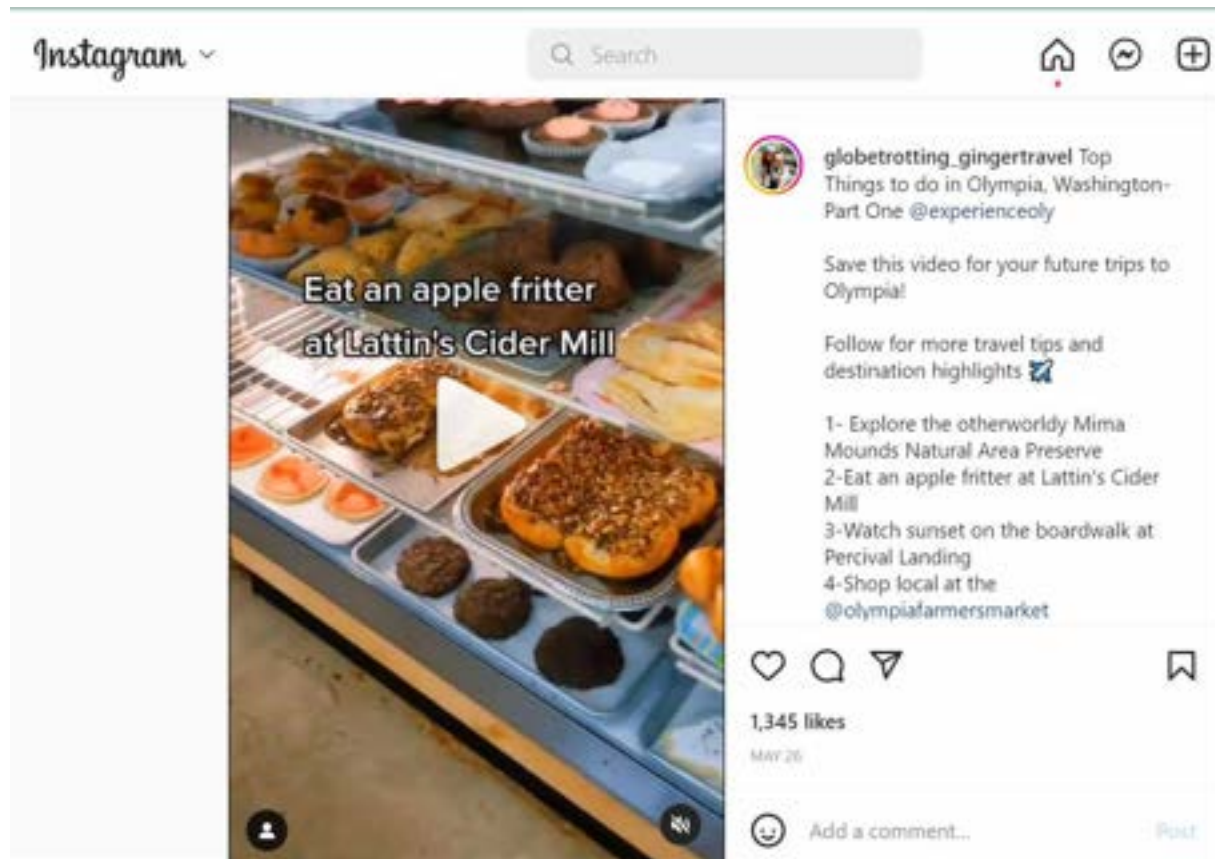 Instagram
Search
Eat an apple fritter
at Lattin's Cider Mill
globetrotting_gingertravel Top
Things to do in Olympia, Washington-
Part One @experienceoly
Save this video for your future trips to
Olympia!
Follow for more travel tips and
destination highlights
1- Explore the otherworldy Mima
Mounds Natural Area Preserve
2-Eat an apple fritter at Lattin's Cider
Mill
3-Watch sunset on the boardwalk at
Percival Landing
4-Shop local at the
@olympiafarmersmarket
1,345 likes
MAY 26
Add a comment...
Post